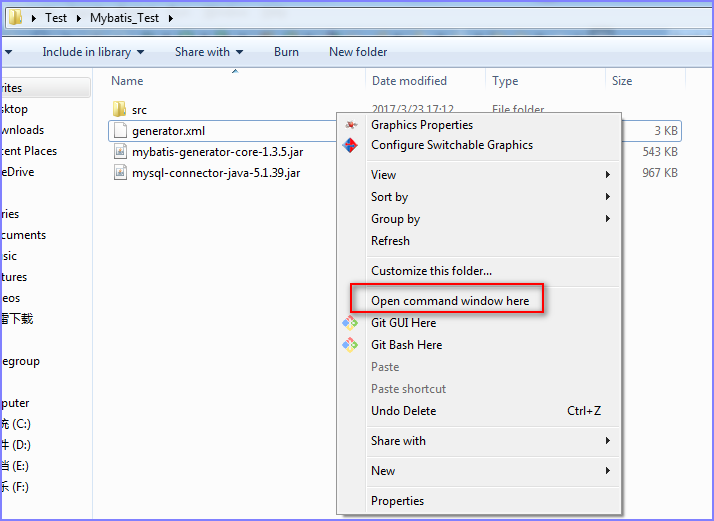 Test ▸ Mybatis_Test
Include in library Share with Burn New folder
Name Date modified Type Size
src 2017/3/23 17:12 File folder
generator.xml 3 KB
mybatis-generator-core-1.3.5.jar 543 KB
mysql-connector-java-5.1.39.jar 967 KB
rites
sktop
wnloads
cent Places
eDrive
ries
cuments
sic
tures
eos
雷下载
egroup
puter
统 (C:)
件 (D:)
当 (E:)
乐 (F:)
Graphics Properties
Configure Switchable Graphics
View
Sort by
Group by
Refresh
Customize this folder...
Open command window here
Git GUI Here
Git Bash Here
Paste
Paste shortcut
Undo Delete Ctrl+Z
Share with
New
Properties